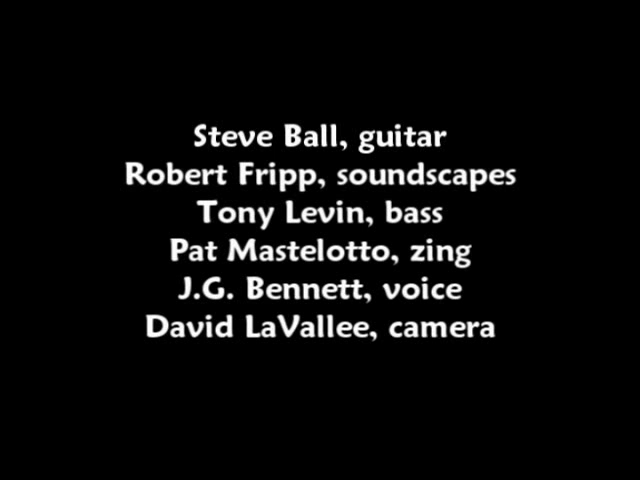 Steve Ball, guitar
Robert Fripp, soundscapes
Tony Levin, bass
Pat Mastelotto, zing
J.G. Bennett, voice
David LaVallee, camera